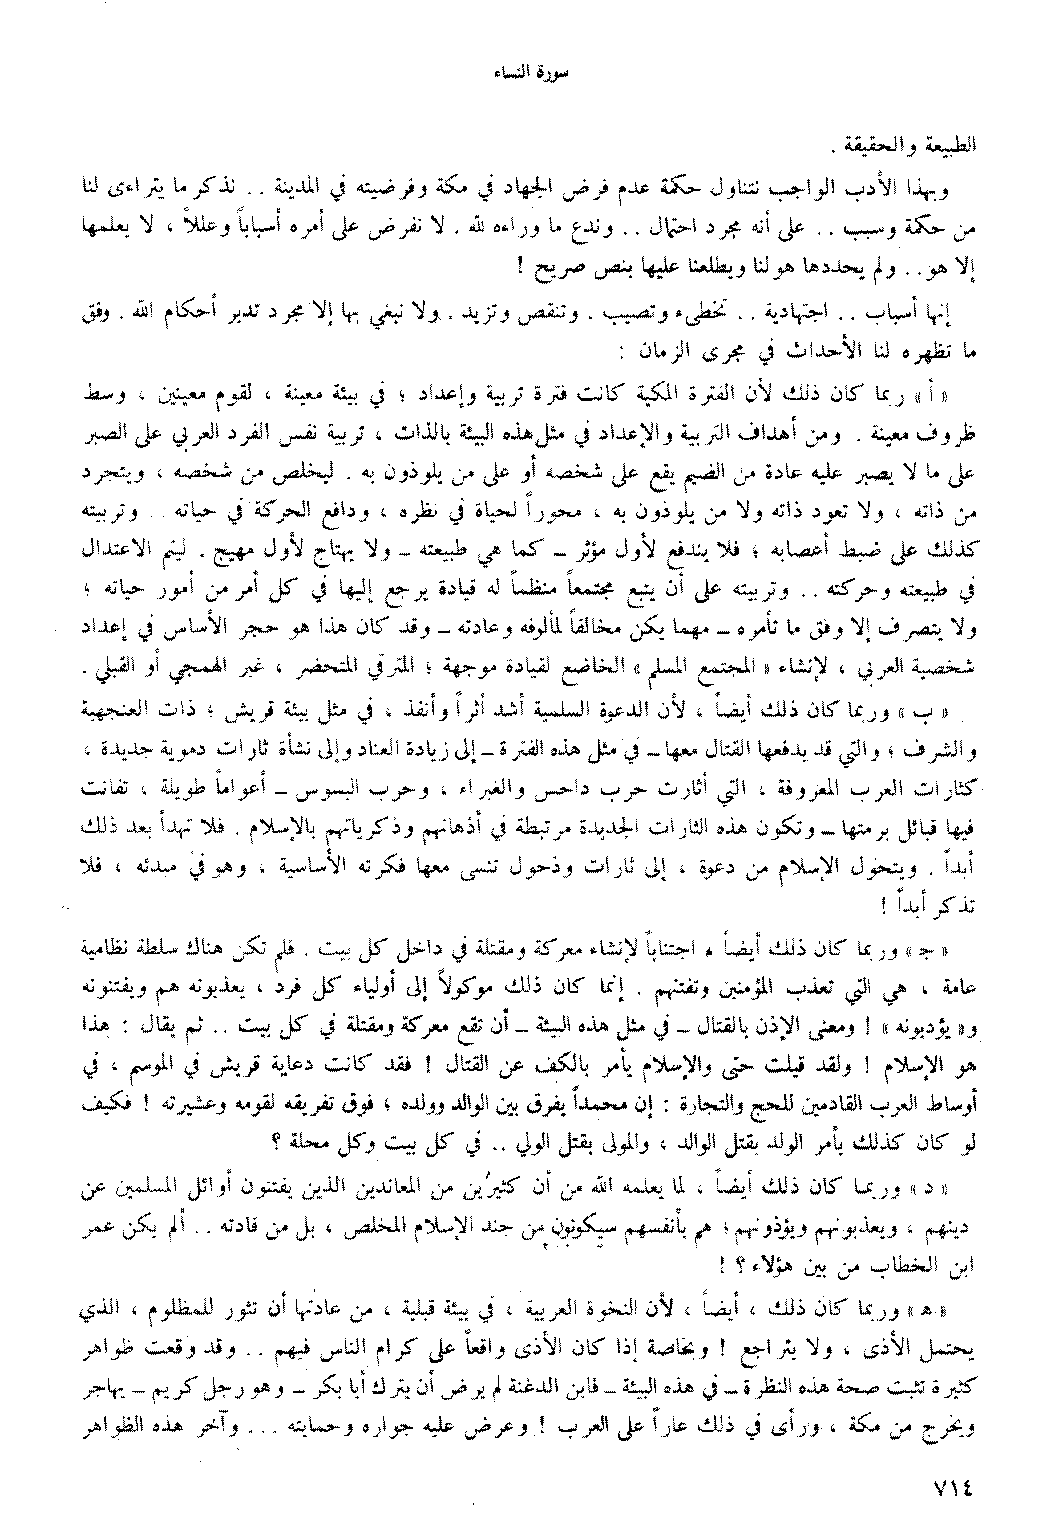 سورة النساء
الطبيعة والحقيقة .
وبهذا الأدب الواجب نتناول حكمة عدم فرض الجهاد في مكة وفرضيته في المدينة .. نذكر ما يتراءى لنا
من حكمة وسبب .. على أنه مجرد احتمال .. وندع ما وراءه لله . لا نفرض على أمره أسباباً وعللاً ، لا يعلمها
إلا هو .. ولم يحددها هو لنا ويطلعنا عليها بنص صريح !
إنها أسباب .. اجتهادية .. تخطىء وتصيب . وتنقص وتزيد . ولا نبغي بها إلا مجرد تدبر أحكام الله . وفق
ما تظهره لنا الأحداث في مجرى الزمان :
« أ » ربما كان ذلك لأن الفترة المكية كانت فترة تربية وإعداد ؛ في بيئة معينة ، لقوم معينين ، وسط
ظروف معينة . ومن أهداف التربية والإعداد في مثل هذه البيئة بالذات ، تربية نفس الفرد العربي على الصبر
على ما لا يصبر عليه عادة من الضيم يقع على شخصه أو على من يلوذون به . ليخلص من شخصه ، ويتجرد
من ذاته ، ولا تعود ذاته ولا من يلوذون به ، محوراً لحياة في نظره ، ودافع الحركة في حياته .. وتربيته
كذلك على ضبط أعصابه ؛ فلا يندفع لأول مؤثر – كما هي طبيعته – ولا يهتاج لأول مهيج . ليتم الاعتدال
في طبيعته وحركته .. وتربيته على أن يتبع مجتمعاً منظماً له قيادة يرجع إليها في كل أمر من أمور حياته ؛
ولا يتصرف إلا وفق ما تأمره – مهما يكن مخالفاً لمألوفه وعادته – وقد كان هذا هو حجر الأساس في إعداد
شخصية العربي ، لإنشاء « المجتمع المسلم » الخاضع لقيادة موجهة ؛ المترقي المتحضر ، غير الهمجي أو القبلي .
« ب » وربما كان ذلك أيضاً ، لأن الدعوة السلمية أشد أثراً وأنفذ ، في مثل بيئة قريش ؛ ذات العنجهية
والشرف ؛ والتي قد يدفعها القتال معها – في مثل هذه الفترة – إلى زيادة العناد وإلى نشأة ثارات دموية جديدة ،
كثارات العرب المعروفة ، التي أثارت حرب داحس والغبراء ، وحرب البسوس – أعواماً طويلة ، تفانت
فيها قبائل برمتها – وتكون هذه الثارات الجديدة مرتبطة في أذهانهم وذكرياتهم بالإسلام . فلا تهدأ بعد ذلك
أبداً . ويتحول الإسلام من دعوة ، إلى ثارات وذحول تنسى معها فكرته الأساسية ، وهو في مبدئه ، فلا
تذكر أبداً !
« جـ » وربما كان ذلك أيضاً ، اجتناباً لإنشاء معركة ومقتلة في داخل كل بيت . فلم تكن هناك سلطة نظامية
عامة ، هي التي تعذب المؤمنين وتفتنهم . إنما كان ذلك موكولاً إلى أولياء كل فرد ، يعذبونه هم ويفتنونه
و« يؤدبونه » ! ومعنى الإذن بالقتال – في مثل هذه البيئة – أن تقع معركة ومقتلة في كل بيت .. ثم يقال : هذا
هو الإسلام ! ولقد قيلت حتى والإسلام يأمر بالكف عن القتال ! فقد كانت دعاية قريش في الموسم ، في
أوساط العرب القادمين للحج والتجارة : إن محمداً يفرق بين الوالد وولده ؛ فوق تفريقه لقومه وعشيرته ! فكيف
لو كان كذلك يأمر الولد بقتل الوالد ، والمولى بقتل الولي .. في كل بيت وكل محلة ؟
« د » وربما كان ذلك أيضاً ، لما يعلمه الله من أن كثيرين من المعاندين الذين يفتنون أوائل المسلمين عن
دينهم ، ويعذبونهم ويؤذونهم ؛ هم بأنفسهم سيكونون من جند الإسلام المخلص ، بل من قادته .. ألم يكن عمر
ابن الخطاب من بين هؤلاء ؟ !
« هـ » وربما كان ذلك ، أيضاً ، لأن النخوة العربية ، في بيئة قبلية ، من عادتها أن تثور للمظلوم ، الذي
يحتمل الأذى ، ولا يتراجع ! وبخاصة إذا كان الأذى واقعاً على كرام الناس فيهم .. وقد وقعت ظواهر
كثيرة تثبت صحة هذه النظرة – في هذه البيئة – فابن الدغنة لم يرض أن يترك أبا بكر – وهو رجل كريم – يهاجر
ويخرج من مكة ، ورأى في ذلك عاراً على العرب ! وعرض عليه جواره وحمايته ... وآخر هذه الظواهر
٧١٤